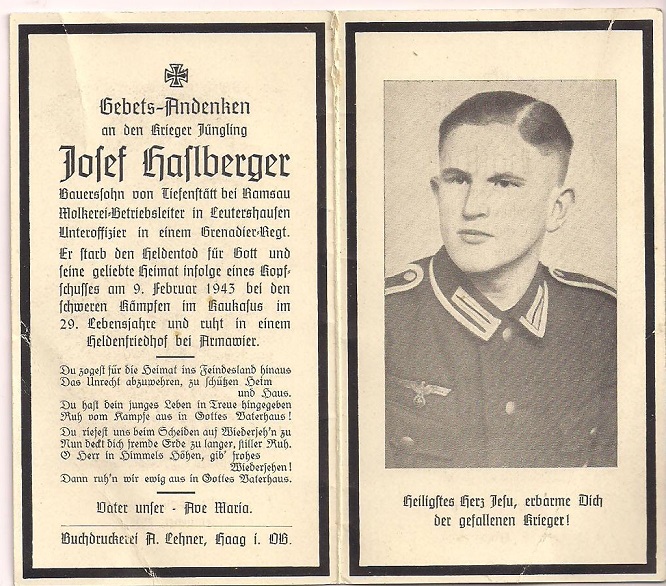 Gebets-Andenken
an den Krieger Jüngling
Josef Haslberger
Bauerssohn von Tiefenstätt bei Ramsau
Molkerei-Betriebsleiter in Leutershausen
Unteroffizier in einem Grenadier-Regt.
Er starb den Heldentod für Gott und
seine geliebte Heimat infolge eines Kopf-
schusses am 9. Februar 1943 bei den
schweren Kämpfen im Kaukasus im
29. Lebensjahre und ruht in einem
Heldenfriedhof bei Armawier.
Du zogest für die Heimat ins Feindesland hinaus
Das Unrecht abzuwehren, zu schützen Heim
und Haus.
Du hast dein junges Leben in Treue hingegeben
Ruh vom Kampfe aus in Gottes Vaterhaus!
Du riefest uns beim Scheiden auf Wiederseh'n zu
Nun deckt dich fremde Erde zu langer, stiller Ruh.
O Herr in Himmels Höhen, gib' frohes
Wiedersehen!
Dann ruh'n wir ewig aus in Gottes Vaterhaus.
Vater unser - Ave Maria.
Buchdruckerei A. Lehner, Haag i. OB.
Heiligstes Herz Jesu, erbarme Dich
der gefallenen Krieger!